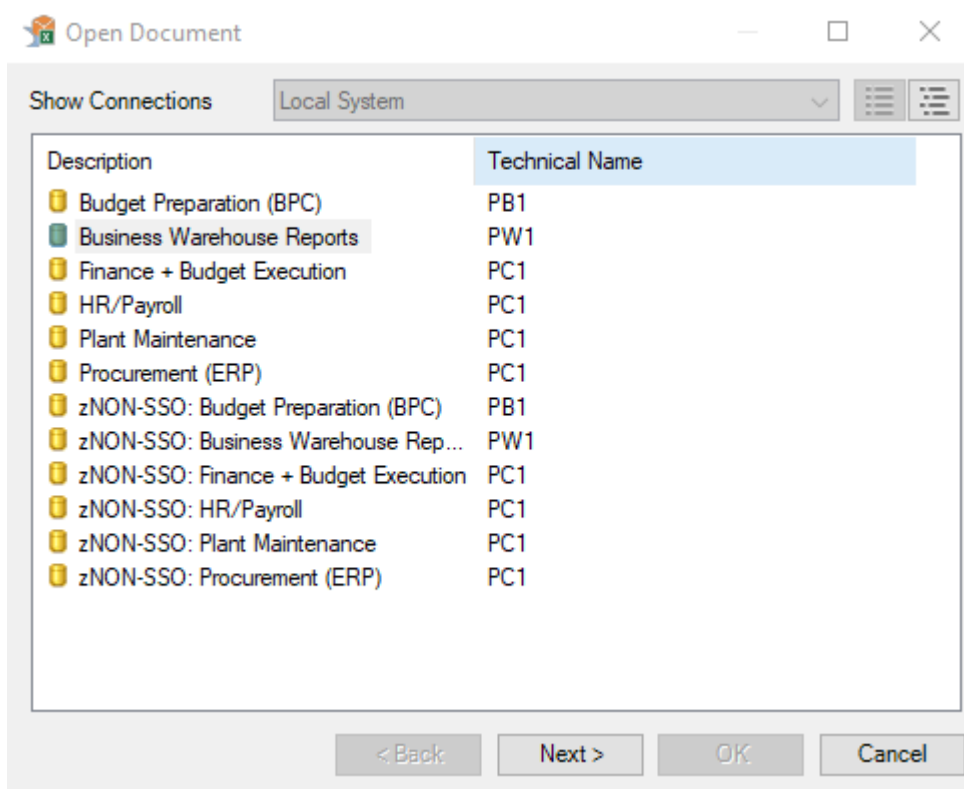 Open Document
Show Connections Local System
Description Technical Name
Budget Preparation (BPC) PB1
Business Warehouse Reports PW1
Finance + Budget Execution PC1
HR/Payroll PC1
Plant Maintenance PC1
Procurement (ERP) PC1
zNON-SSO: Budget Preparation (BPC) PB1
zNON-SSO: Business Warehouse Rep... PW1
zNON-SSO: Finance + Budget Execution PC1
zNON-SSO: HR/Payroll PC1
zNON-SSO: Plant Maintenance PC1
zNON-SSO: Procurement (ERP) PC1
< Back Next > OK Cancel